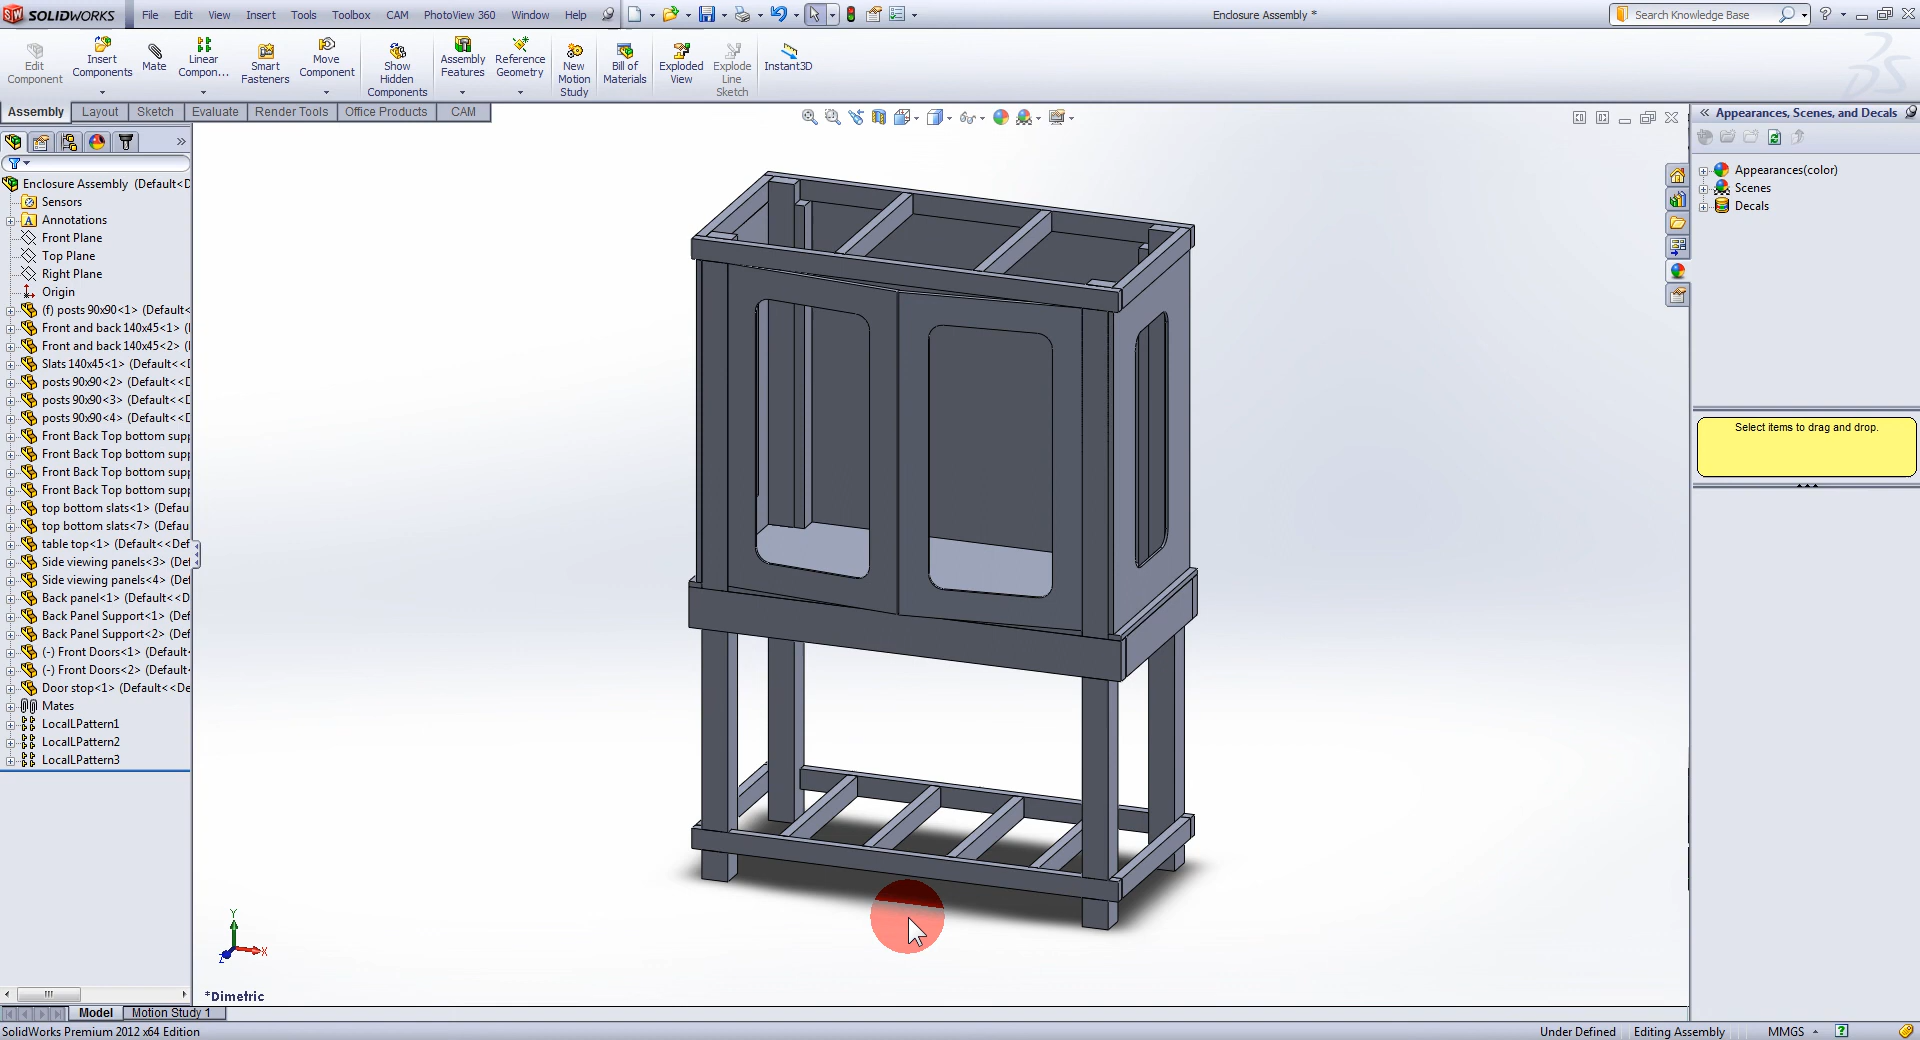 SOLIDWORKS File Edit View Insert Tools Toolbox CAM PhotoView 360 Window Help Enclosure Assembly * Search Knowledge Base
Edit Component
Insert Components
Mate
Linear Compon...
Smart Fasteners
Move Component
Show Hidden Components
Assembly Features
Reference Geometry
New Motion Study
Bill of Materials
Exploded View
Explode Line Sketch
Instant3D
Assembly Layout Sketch Evaluate Render Tools Office Products CAM
Enclosure Assembly (Default<D
Sensors
Annotations
Front Plane
Top Plane
Right Plane
Origin
(f) posts 90x90<1> (Default<
Front and back 140x45<1> (
Front and back 140x45<2> (
Slats 140x45<1> (Default<<
posts 90x90<2> (Default<<D
posts 90x90<3> (Default<<D
posts 90x90<4> (Default<<D
Front Back Top bottom supp
Front Back Top bottom supp
Front Back Top bottom supp
Front Back Top bottom supp
top bottom slats<1> (Defau
top bottom slats<7> (Defau
table top<1> (Default<<Def
Side viewing panels<3> (Def
Side viewing panels<4> (Def
Back panel<1> (Default<<D
Back Panel Support<1> (Def
Back Panel Support<2> (Def
(-) Front Doors<1> (Default<
(-) Front Doors<2> (Default<
Door stop<1> (Default<<De
Mates
LocalLPattern1
LocalLPattern2
LocalLPattern3
Y
X
Z
*Dimetric
Appearances, Scenes, and Decals
Appearances(color)
Scenes
Decals
Select items to drag and drop.
Model Motion Study 1
SolidWorks Premium 2012 x64 Edition Under Defined Editing Assembly MMGS